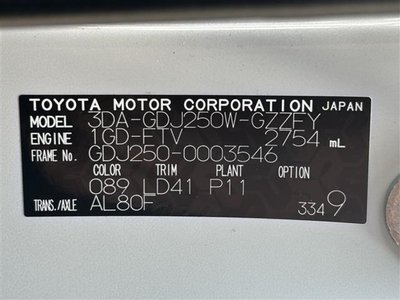 TOYOTA MOTOR CORPORATION JAPAN
MODEL 3DA-GDJ250W-GZZEY
ENGINE 1GD-FTV 2754 mL
FRAME No. GDJ250-0003546
COLOR TRIM PLANT OPTION
089 LD41 P11
TRANS./AXLE AL80F 3349